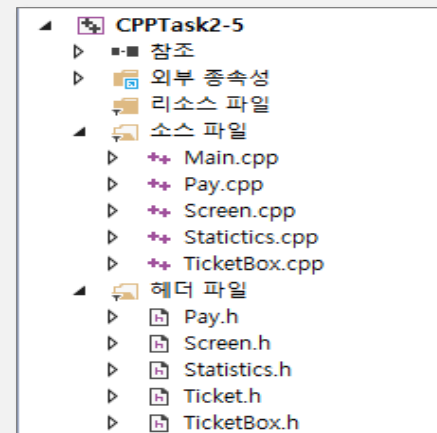 CPPTask2-5
참조
외부 종속성
리소스 파일
소스 파일
Main.cpp
Pay.cpp
Screen.cpp
Statictics.cpp
TicketBox.cpp
헤더 파일
Pay.h
Screen.h
Statistics.h
Ticket.h
TicketBox.h